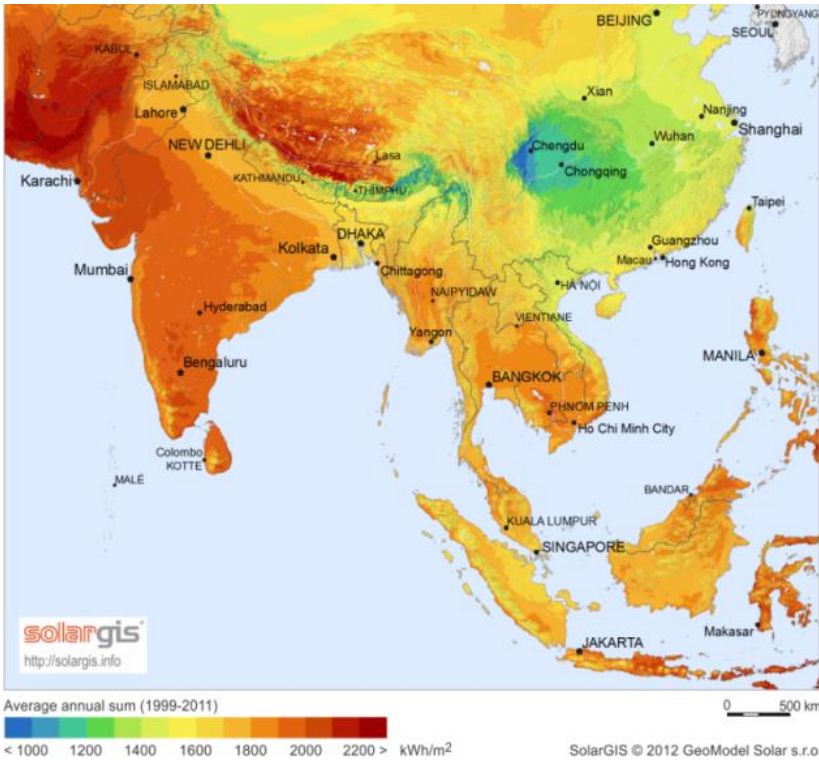 BEIJING
PYONGYANG
SEOUL
KABUL
ISLAMABAD
Lahore
Xian
Nanjing
Shanghai
NEW DEHLI
Lasa
Chengdu
Wuhan
Chongqing
Karachi
KATHMANDU
THIMPHU
Taipei
DHAKA
Kolkata
Guangzhou
Macau
Hong Kong
Mumbai
Chittagong
HA NỘI
NAIPYIDAW
Hyderabad
VIENTIANE
Yangon
MANILA
Bengaluru
BANGKOK
PHNOM PENH
Ho Chi Minh City
Colombo
KOTTE
MALÉ
BANDAR
KUALA LUMPUR
SINGAPORE
solargis
http://solargis.info
Makasar
JAKARTA
Average annual sum (1999-2011)
0 500 km
< 1000 1200 1400 1600 1800 2000 2200 > kWh/m²
SolarGIS © 2012 GeoModel Solar s.r.o